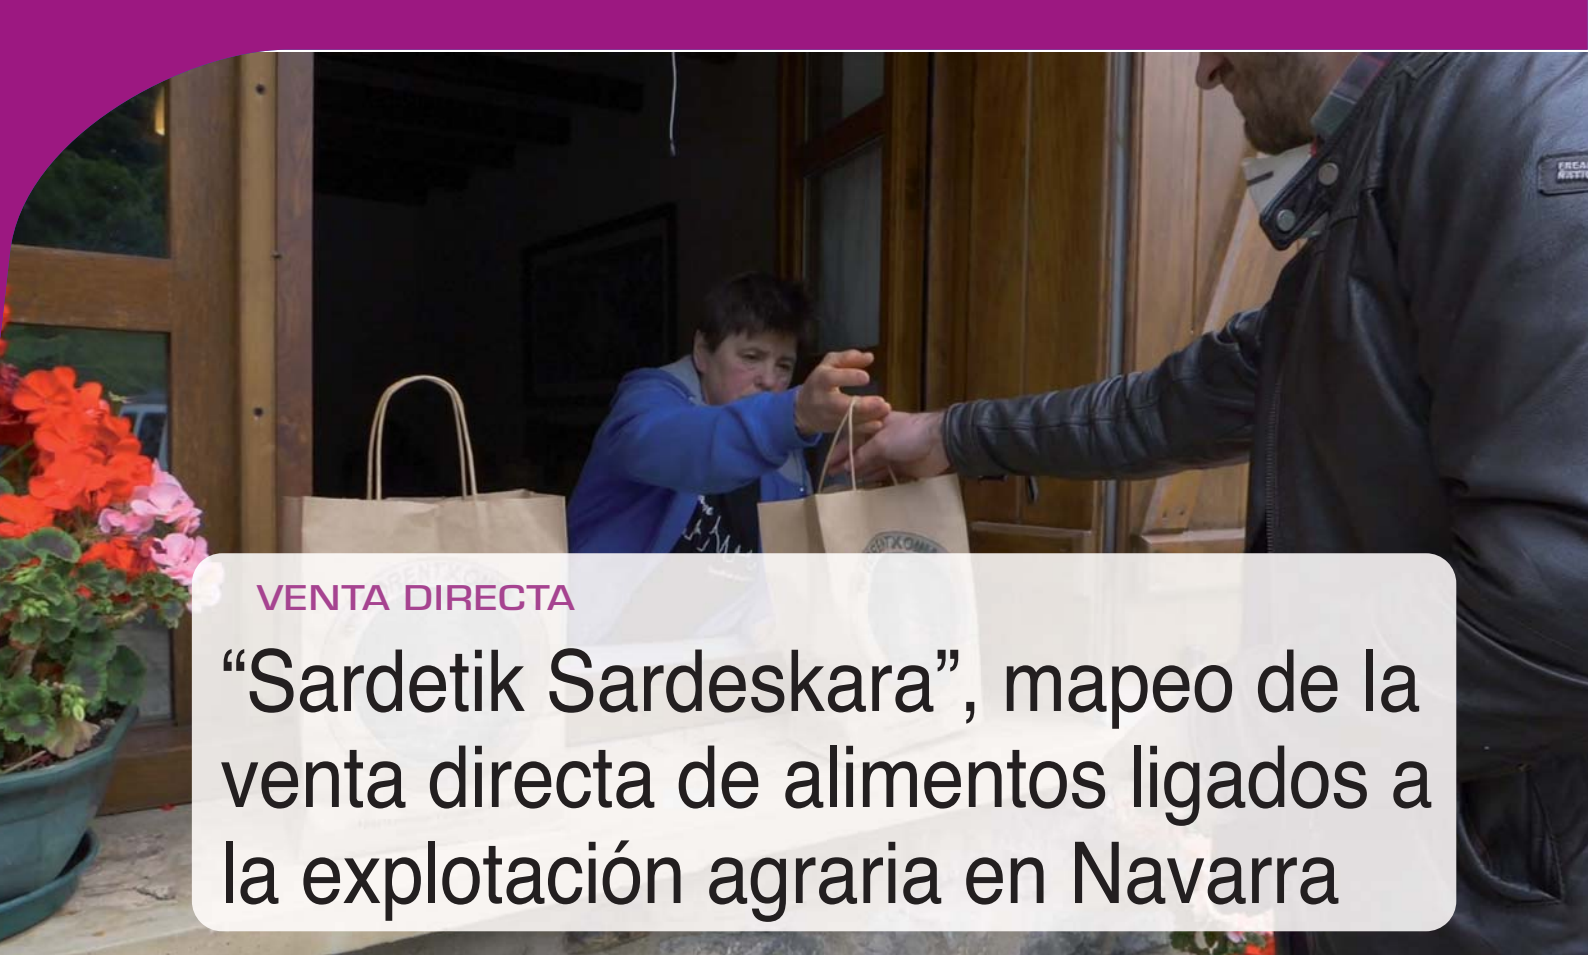 VENTA DIRECTA
“Sardetik Sardeskara”, mapeo de la
venta directa de alimentos ligados a
la explotación agraria en Navarra